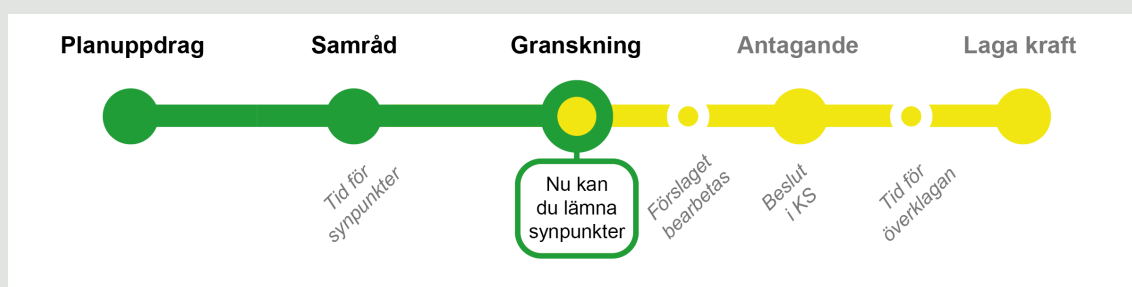 Planuppdrag
Samråd
Granskning
Antagande
Laga kraft
Tid för
synpunkter
Nu kan
du lämna
synpunkter
Förslaget
bearbetas
Beslut
i KS
Tid för
överklagan